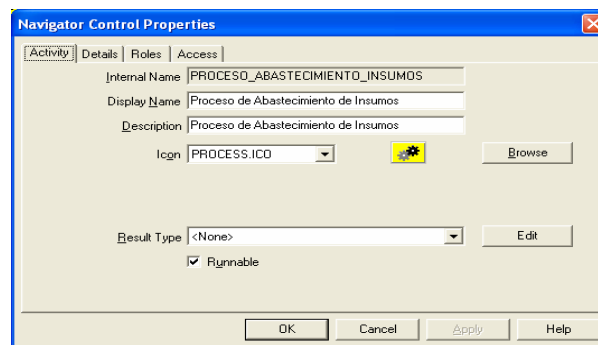 Navigator Control Properties
Activity Details Roles Access
Internal Name PROCESO_ABASTECIMIENTO_INSUMOS
Display Name Proceso de Abastecimiento de Insumos
Description Proceso de Abastecimiento de Insumos
Icon PROCESS.ICO Browse
Result Type <None> Edit
Runnable
OK Cancel Apply Help